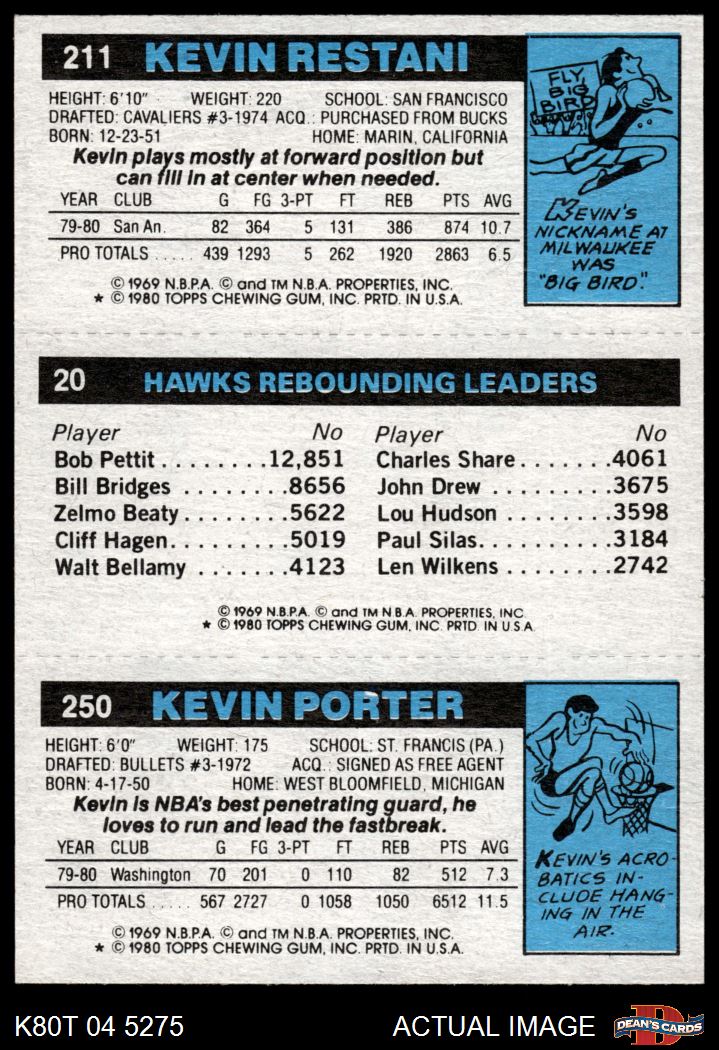 211 KEVIN RESTANI
HEIGHT: 6'10" WEIGHT: 220 SCHOOL: SAN FRANCISCO
DRAFTED: CAVALIERS #3-1974 ACQ.: PURCHASED FROM BUCKS
BORN: 12-23-51 HOME: MARIN, CALIFORNIA
Kevin plays mostly at forward position but
can fill in at center when needed.
YEAR CLUB G FG 3-PT FT REB PTS AVG
79-80 San An. 82 364 5 131 386 874 10.7
PRO TOTALS ..... 439 1293 5 262 1920 2863 6.5
© 1969 N.B.P.A. © and TM N.B.A. PROPERTIES, INC.
★ © 1980 TOPPS CHEWING GUM, INC. PRTD. IN U.S.A.
FLY
BIG
BIRD
KEVIN'S
NICKNAME AT
MILWAUKEE
WAS
"BIG BIRD."
20 HAWKS REBOUNDING LEADERS
Player No Player No
Bob Pettit ........12,851 Charles Share.......4061
Bill Bridges ........8656 John Drew .........3675
Zelmo Beaty........5622 Lou Hudson ........3598
Cliff Hagen.........5019 Paul Silas..........3184
Walt Bellamy .......4123 Len Wilkens ........2742
© 1969 N.B.P.A. © and TM N.B.A. PROPERTIES, INC.
★ © 1980 TOPPS CHEWING GUM, INC. PRTD. IN U.S.A.
250 KEVIN PORTER
HEIGHT: 6'0" WEIGHT: 175 SCHOOL: ST. FRANCIS (PA.)
DRAFTED: BULLETS #3-1972 ACQ.: SIGNED AS FREE AGENT
BORN: 4-17-50 HOME: WEST BLOOMFIELD, MICHIGAN
Kevin is NBA's best penetrating guard, he
loves to run and lead the fastbreak.
YEAR CLUB G FG 3-PT FT REB PTS AVG
79-80 Washington 70 201 0 110 82 512 7.3
PRO TOTALS ..... 567 2727 0 1058 1050 6512 11.5
© 1969 N.B.P.A. © and TM N.B.A. PROPERTIES, INC.
★ © 1980 TOPPS CHEWING GUM, INC. PRTD. IN U.S.A.
KEVIN'S ACRO-
BATICS IN-
CLUDE HANG-
ING IN THE
AIR.
K80T 04 5275 ACTUAL IMAGE D DEAN'S CARDS